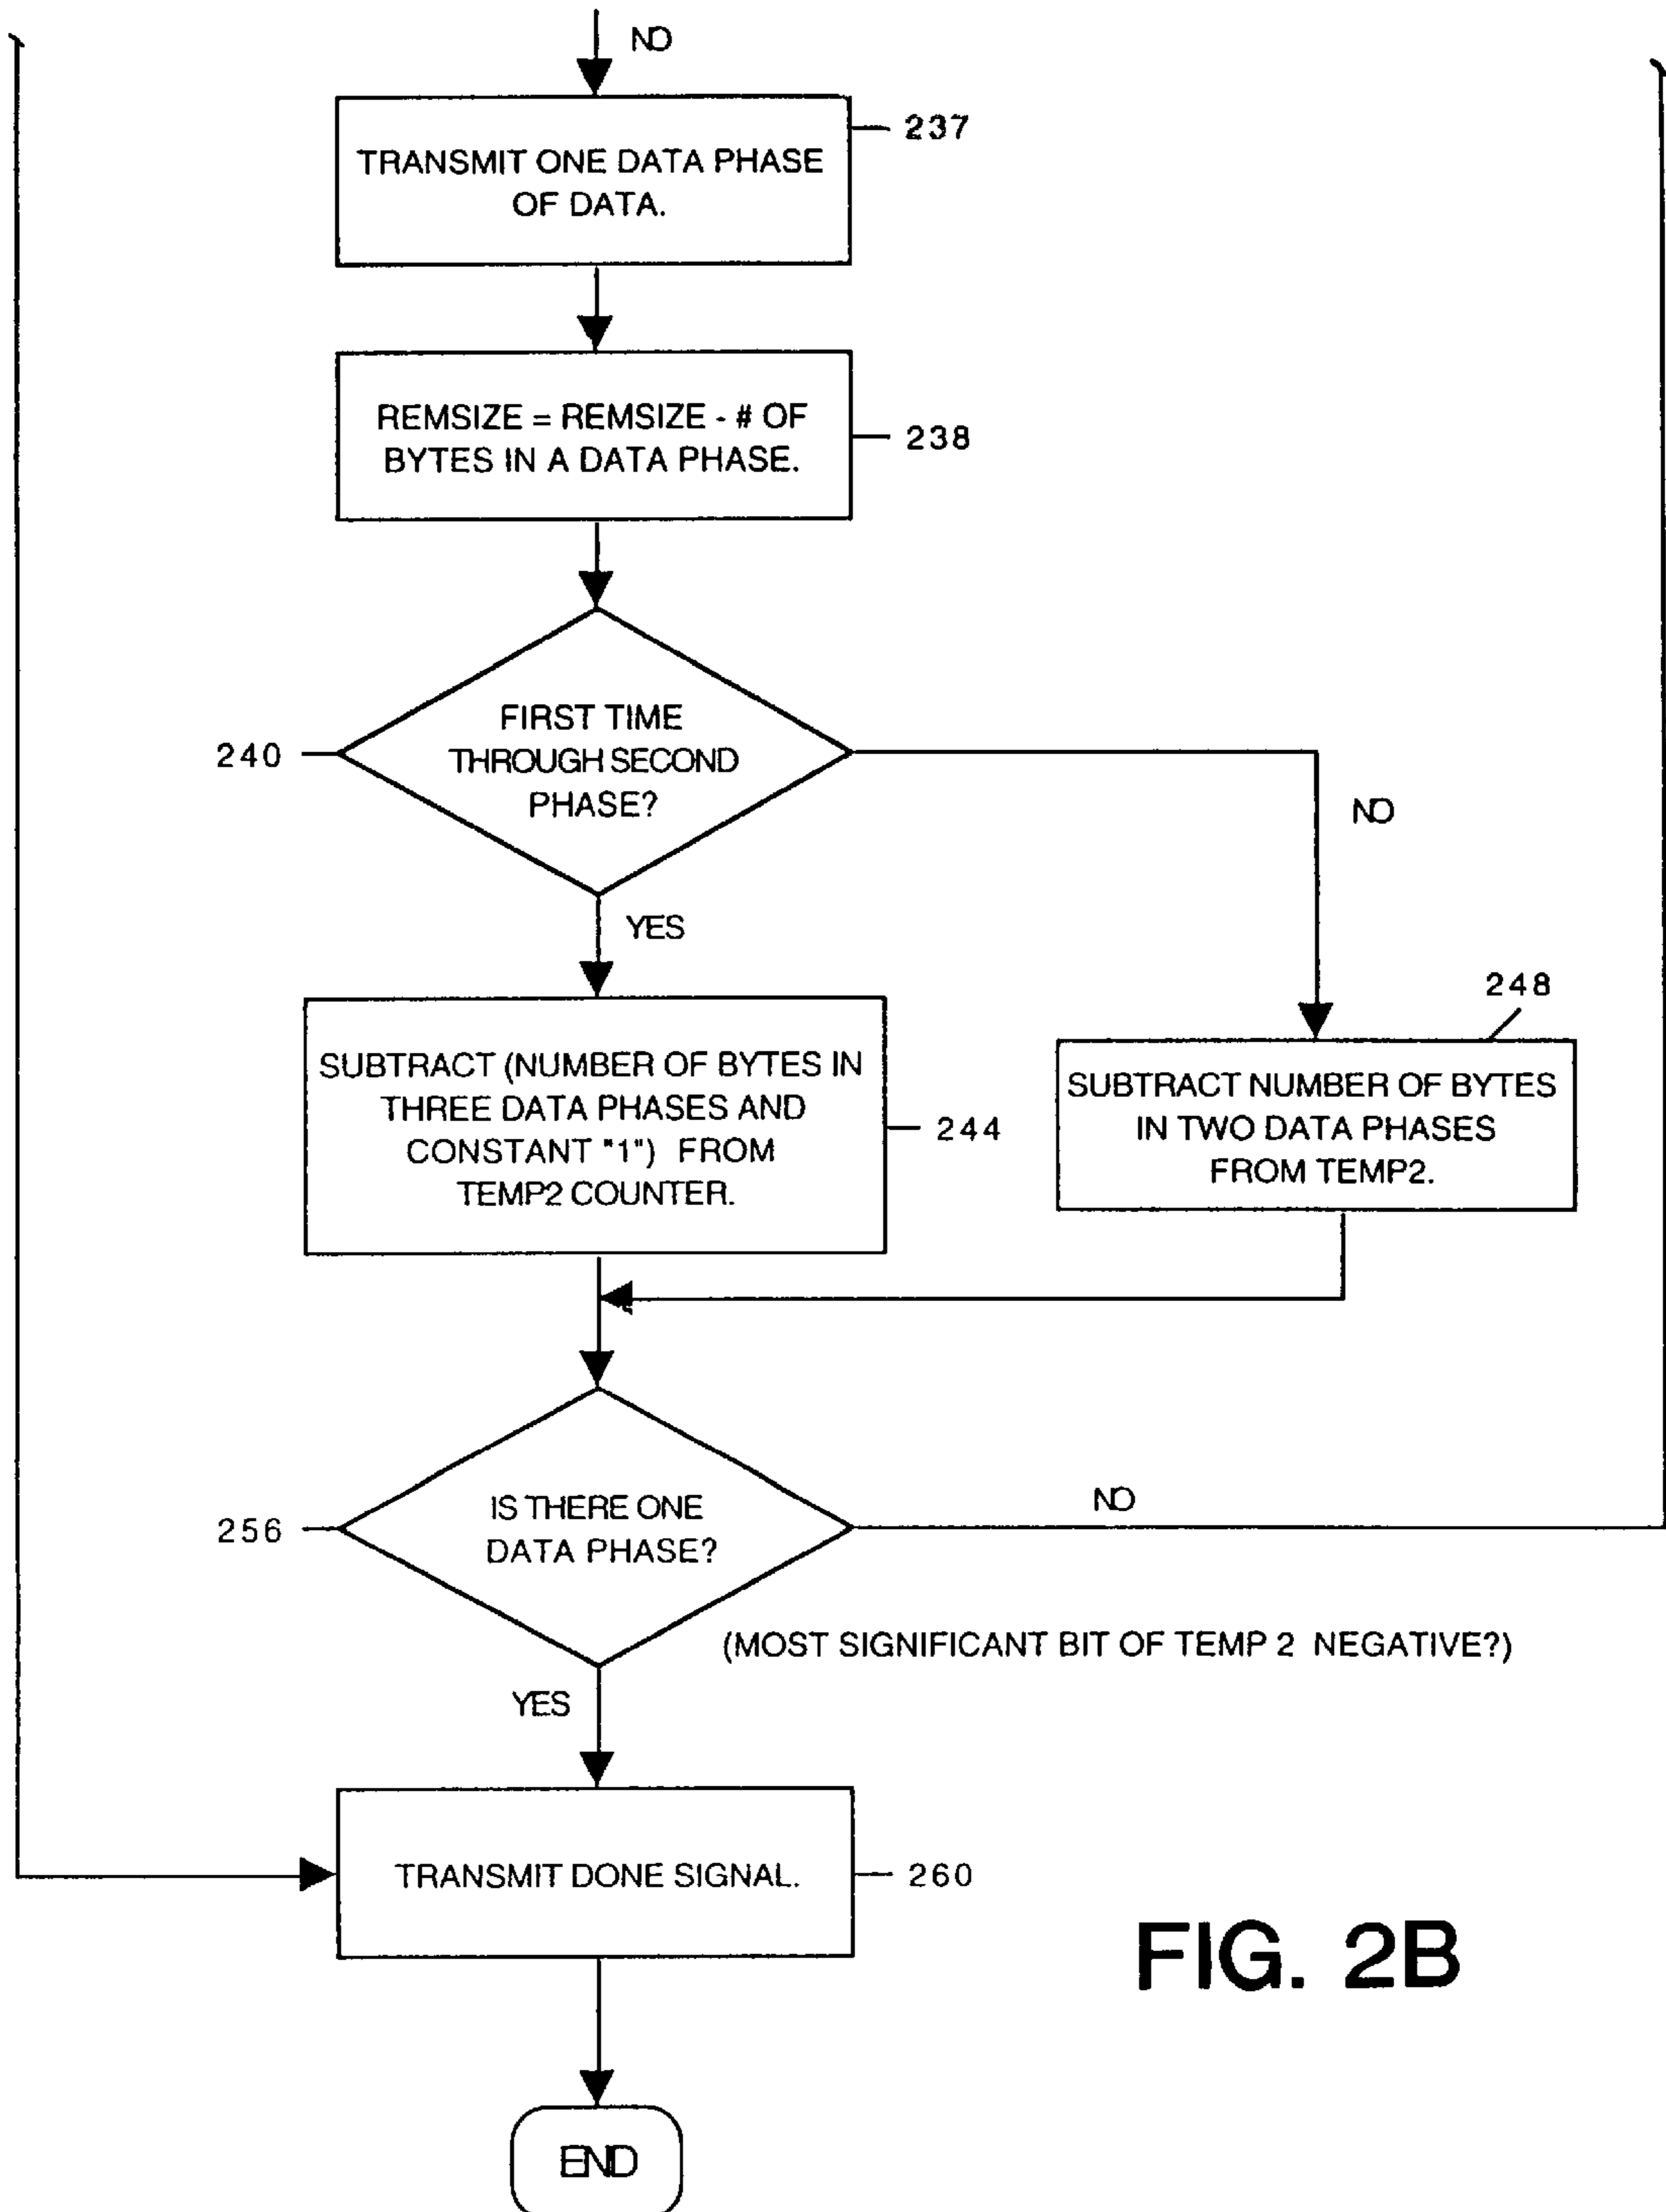 NO
TRANSMIT ONE DATA PHASE
OF DATA.
237
REMSIZE = REMSIZE - # OF
BYTES IN A DATA PHASE.
238
FIRST TIME
THROUGH SECOND
PHASE?
240
NO
YES
SUBTRACT (NUMBER OF BYTES IN
THREE DATA PHASES AND
CONSTANT "1") FROM
TEMP2 COUNTER.
244
248
SUBTRACT NUMBER OF BYTES
IN TWO DATA PHASES
FROM TEMP2.
IS THERE ONE
DATA PHASE?
256
NO
(MOST SIGNIFICANT BIT OF TEMP 2 NEGATIVE?)
YES
TRANSMIT DONE SIGNAL.
260
FIG. 2B
END